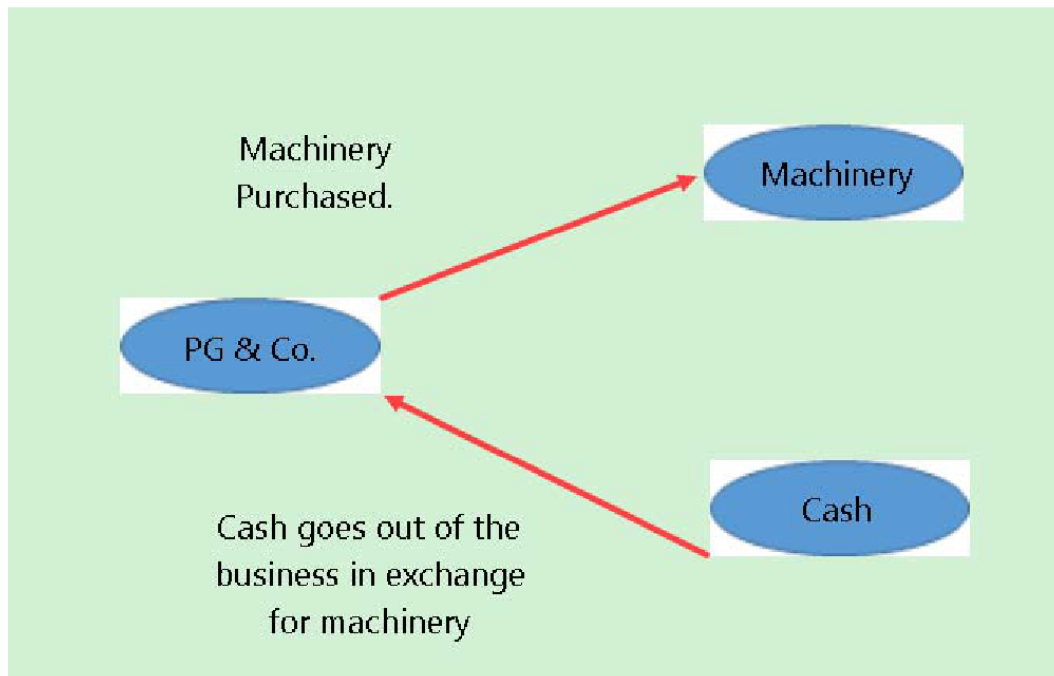 Machinery
Purchased.
Machinery
PG & Co.
Cash
Cash goes out of the
business in exchange
for machinery